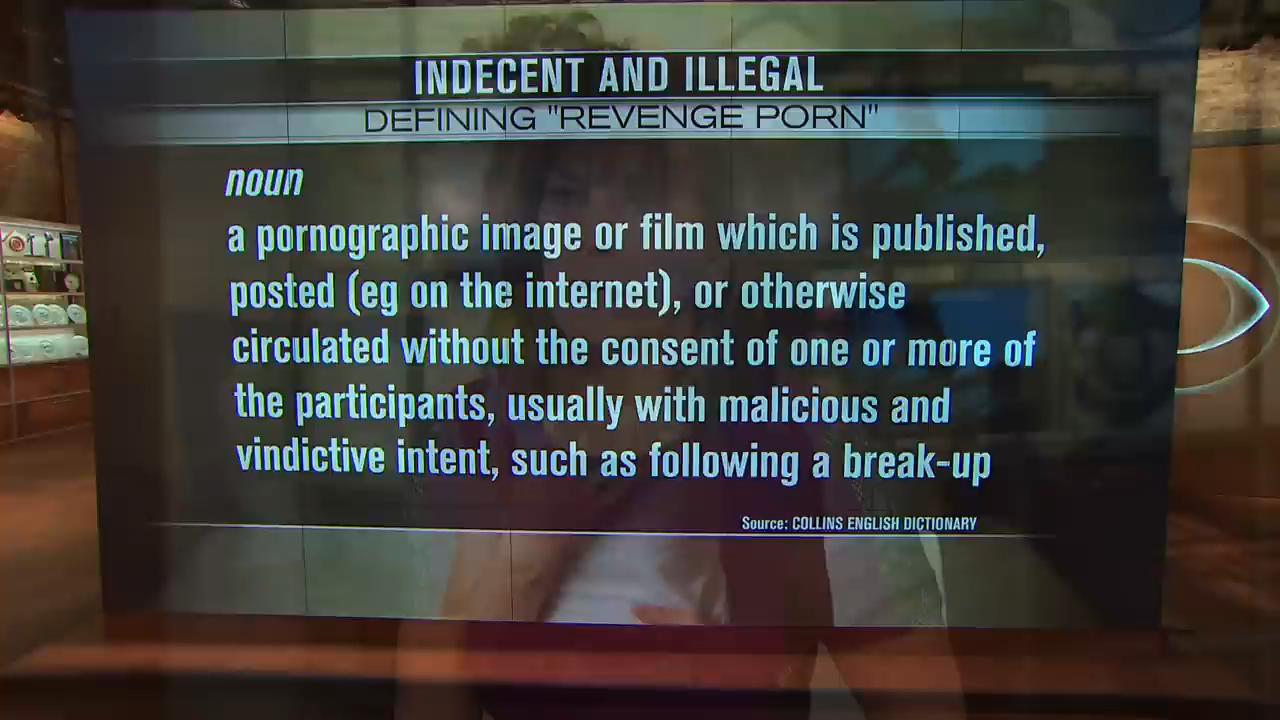 INDECENT AND ILLEGAL
DEFINING "REVENGE PORN"
noun
a pornographic image or film which is published,
posted (eg on the internet), or otherwise
circulated without the consent of one or more of
the participants, usually with malicious and
vindictive intent, such as following a break-up
Source: COLLINS ENGLISH DICTIONARY